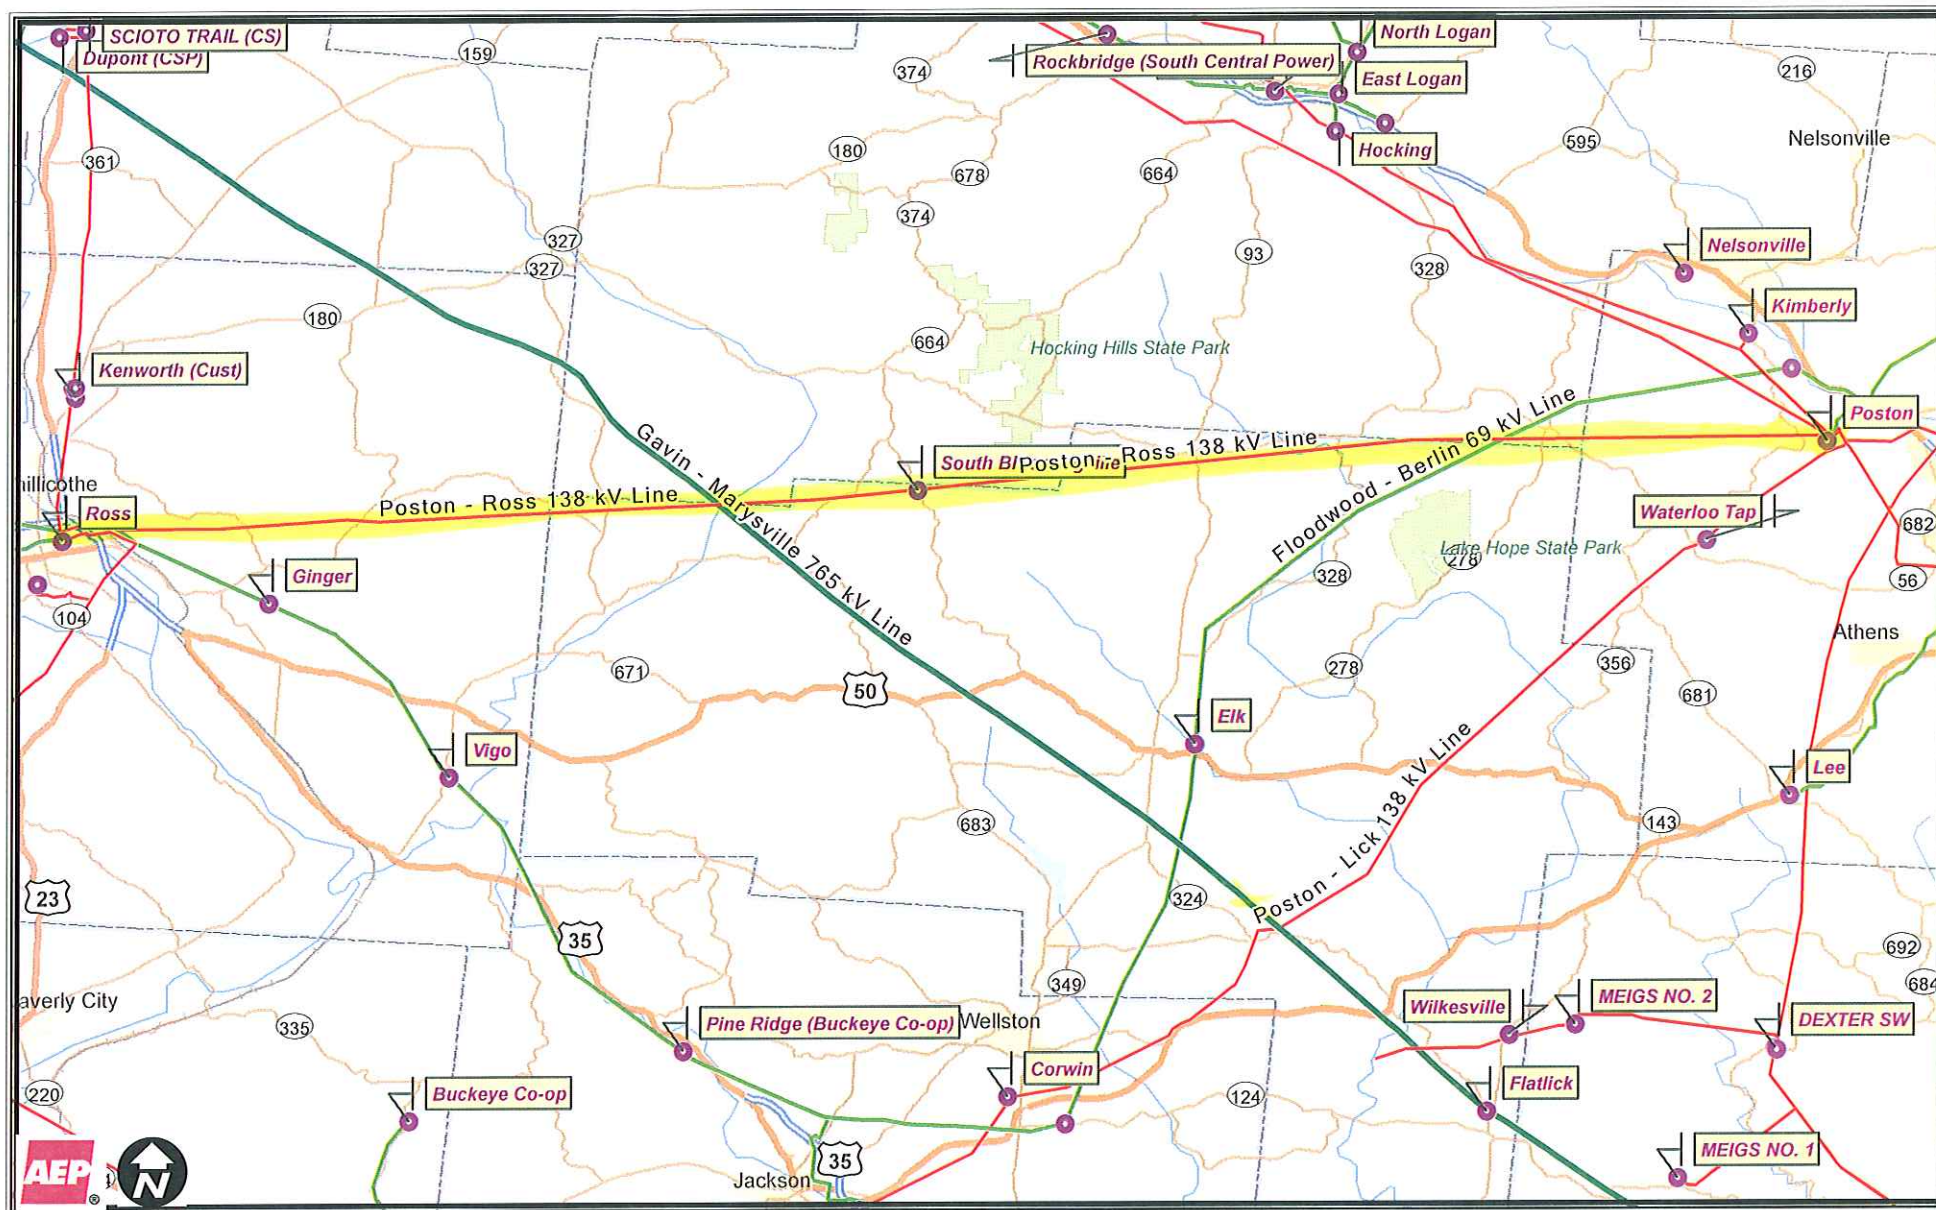 SCIOTO TRAIL (CS)
Dupont (CSP)
159
374
Rockbridge (South Central Power)
North Logan
East Logan
216
361
180
678
664
Hocking
595
Nelsonville
374
327
327
93
328
Nelsonville
180
664
Hocking Hills State Park
Kimberly
Kenworth (Cust)
Poston
Floodwood - Berlin 69 kV Line
Gavin - Marysville 765 kV Line
South Bl
Poston - Ross 138 kV Line
illicothe
Ross
Poston - Ross 138 kV Line
Waterloo Tap
682
Lake Hope State Park
278
Ginger
328
56
104
Athens
671
50
278
356
681
Elk
Vigo
Lee
Poston - Lick 138 kV Line
683
143
23
324
35
692
averly City
349
684
335
Pine Ridge (Buckeye Co-op)
Wellston
Wilkesville
MEIGS NO. 2
DEXTER SW
Corwin
Flatlick
220
Buckeye Co-op
124
AEP
®
N
35
Jackson
MEIGS NO. 1